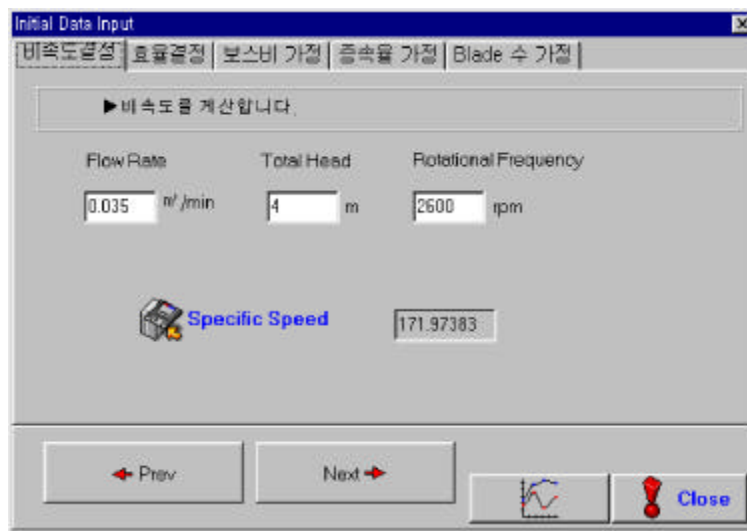 Initial Data Input
비속도결정 효율결정 보스비 가정 증속율 가정 Blade 수 가정
▶비속도를 계산합니다.
Flow Rate Total Head Rotational Frequency
0.035 ㎥/min 4 m 2600 rpm
Specific Speed 171.97383
Prev Next Close